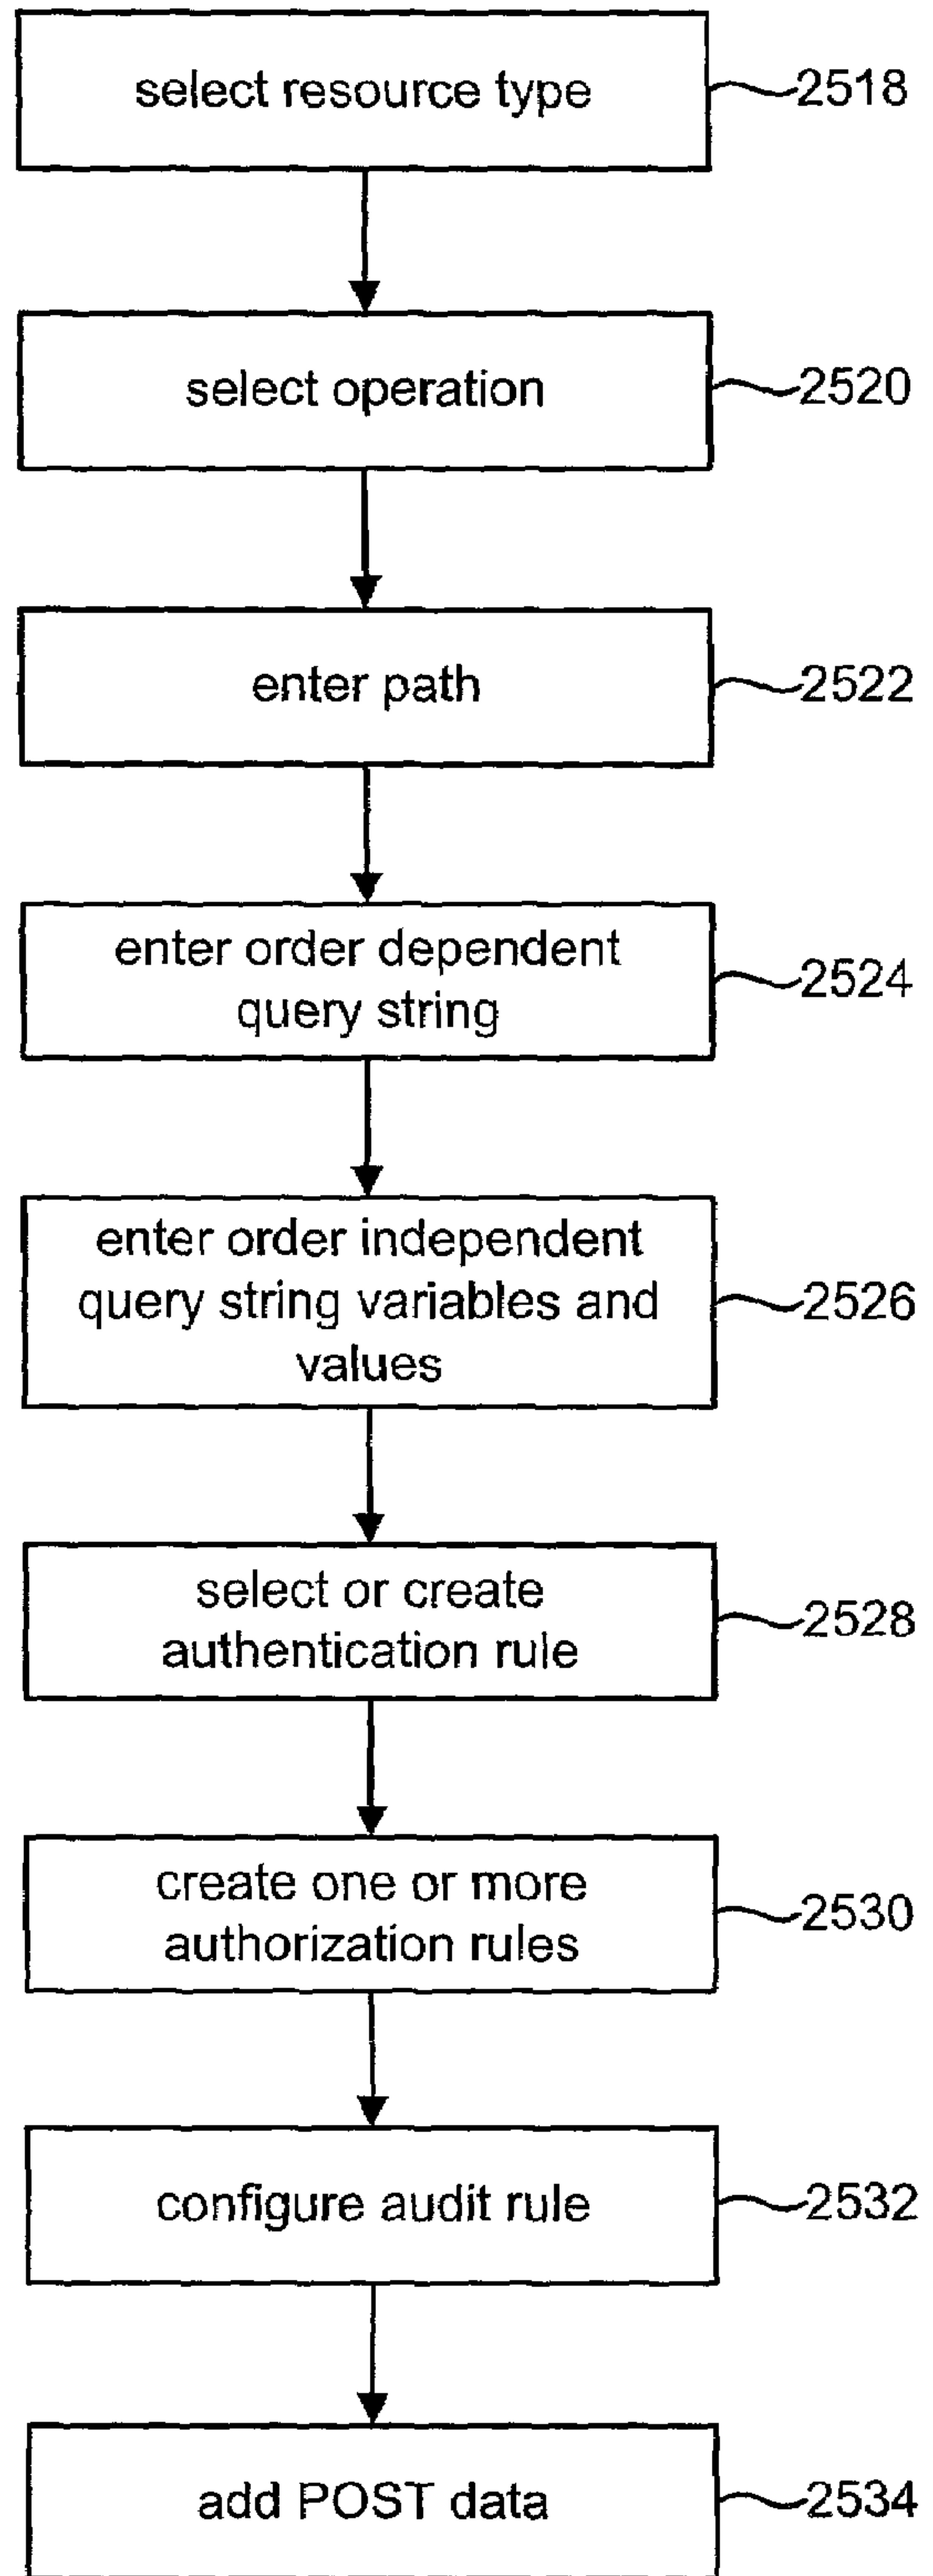 select resource type
2518
select operation
2520
enter path
2522
enter order dependent
query string
2524
enter order independent
query string variables and
values
2526
select or create
authentication rule
2528
create one or more
authorization rules
2530
configure audit rule
2532
add POST data
2534